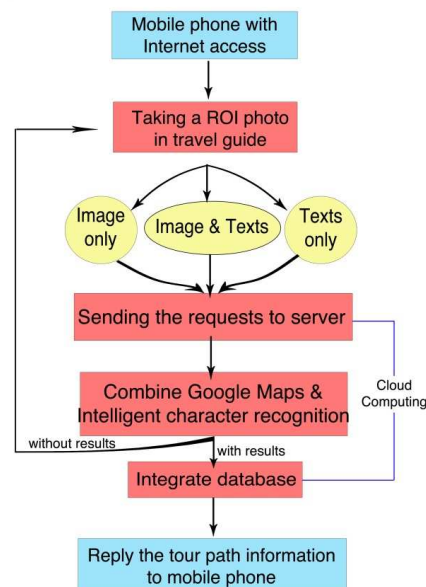 Mobile phone with
Internet access
Taking a ROI photo
in travel guide
Image
only
Image & Texts
Texts
only
Sending the requests to server
Cloud
Computing
Combine Google Maps &
Intelligent character recognition
without results
with results
Integrate database
Reply the tour path information
to mobile phone